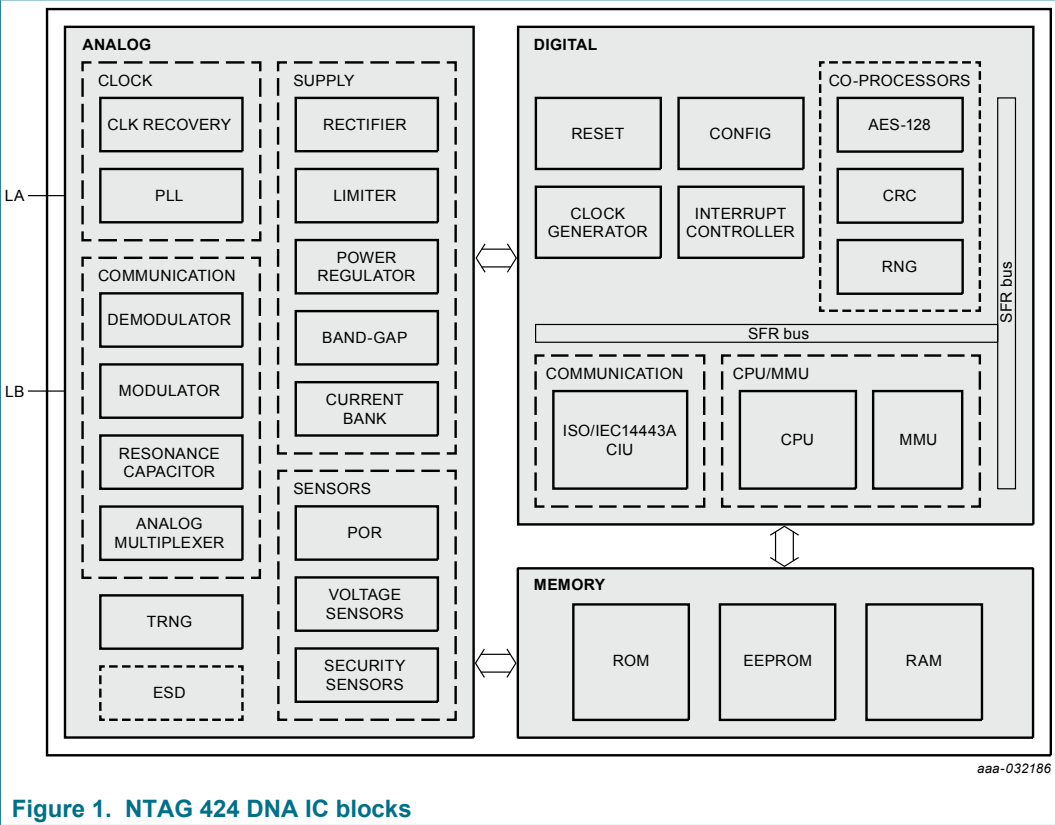 ANALOG
CLOCK
CLK RECOVERY
PLL
LA
COMMUNICATION
DEMODULATOR
LB
MODULATOR
RESONANCE
CAPACITOR
ANALOG
MULTIPLEXER
TRNG
ESD
SUPPLY
RECTIFIER
LIMITER
POWER
REGULATOR
BAND-GAP
CURRENT
BANK
SENSORS
POR
VOLTAGE
SENSORS
SECURITY
SENSORS
DIGITAL
RESET
CONFIG
CLOCK
GENERATOR
INTERRUPT
CONTROLLER
CO-PROCESSORS
AES-128
CRC
RNG
SFR bus
SFR bus
COMMUNICATION
ISO/IEC14443A
CIU
CPU/MMU
CPU
MMU
MEMORY
ROM
EEPROM
RAM
aaa-032186
Figure 1. NTAG 424 DNA IC blocks